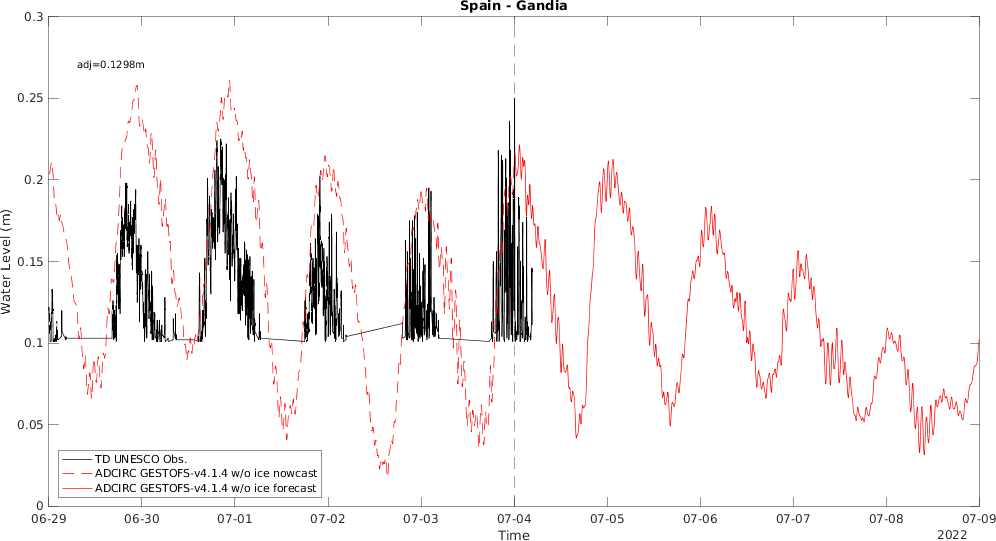 Spain - Gandia
adj=0.1298m
0.3
0.25
0.2
0.15
0.1
0.05
0
Water Level (m)
TD UNESCO Obs.
ADCIRC GESTOFS-v4.1.4 w/o ice nowcast
ADCIRC GESTOFS-v4.1.4 w/o ice forecast
06-29 06-30 07-01 07-02 07-03 07-04 07-05 07-06 07-07 07-08 07-09
Time
2022